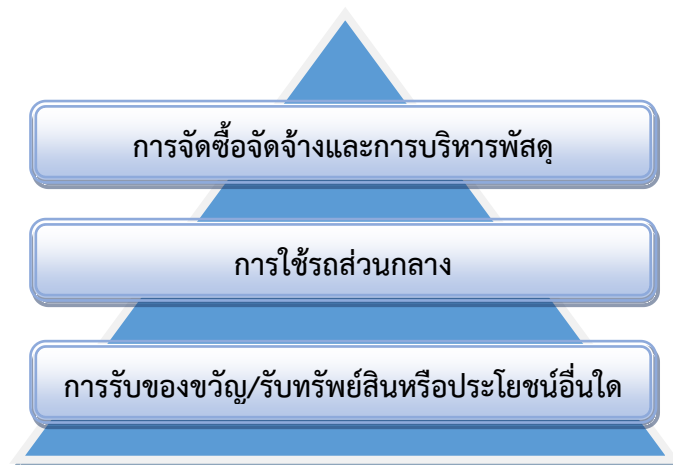 การจัดซื้อจัดจ้างและการบริหารพัสดุ
การใช้รถส่วนกลาง
การรับของขวัญ/รับทรัพย์สินหรือประโยชน์อื่นใด